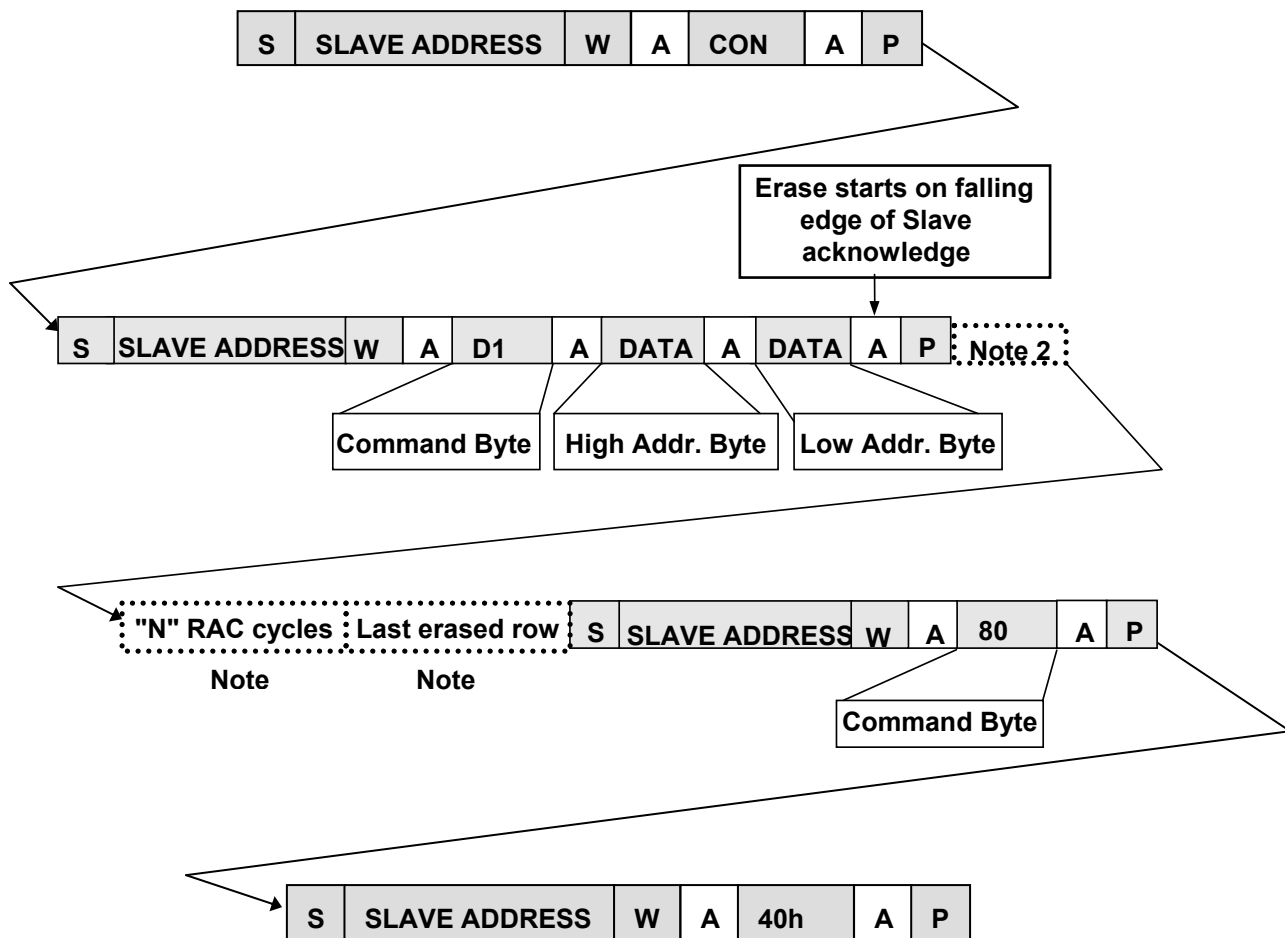 S SLAVE ADDRESS W A CON A P
Erase starts on falling
edge of Slave
acknowledge
S SLAVE ADDRESS W A D1 A DATA A DATA A P Note 2
Command Byte High Addr. Byte Low Addr. Byte
"N" RAC cycles Last erased row S SLAVE ADDRESS W A 80 A P
Note Note
Command Byte
S SLAVE ADDRESS W A 40h A P